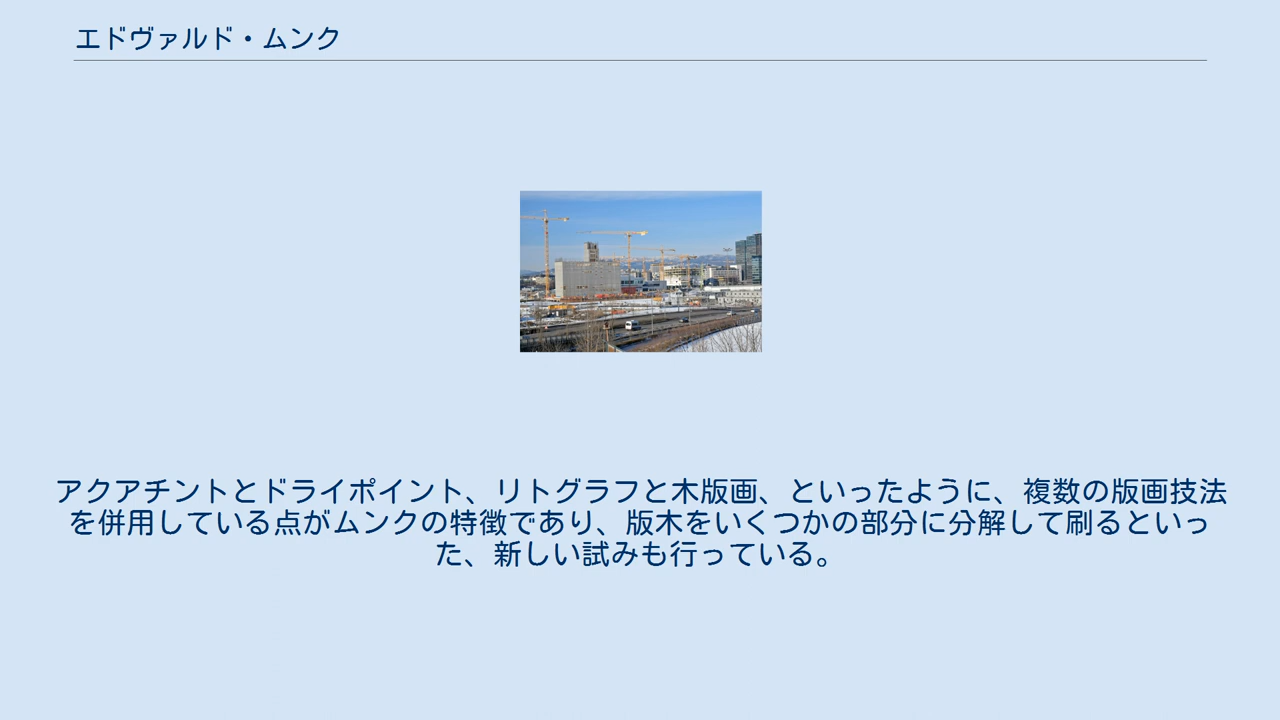 エドヴァルド・ムンク
アクアチントとドライポイント、リトグラフと木版画、といったように、複数の版画技法
を併用している点がムンクの特徴であり、版木をいくつかの部分に分解して刷るといっ
た、新しい試みも行っている。